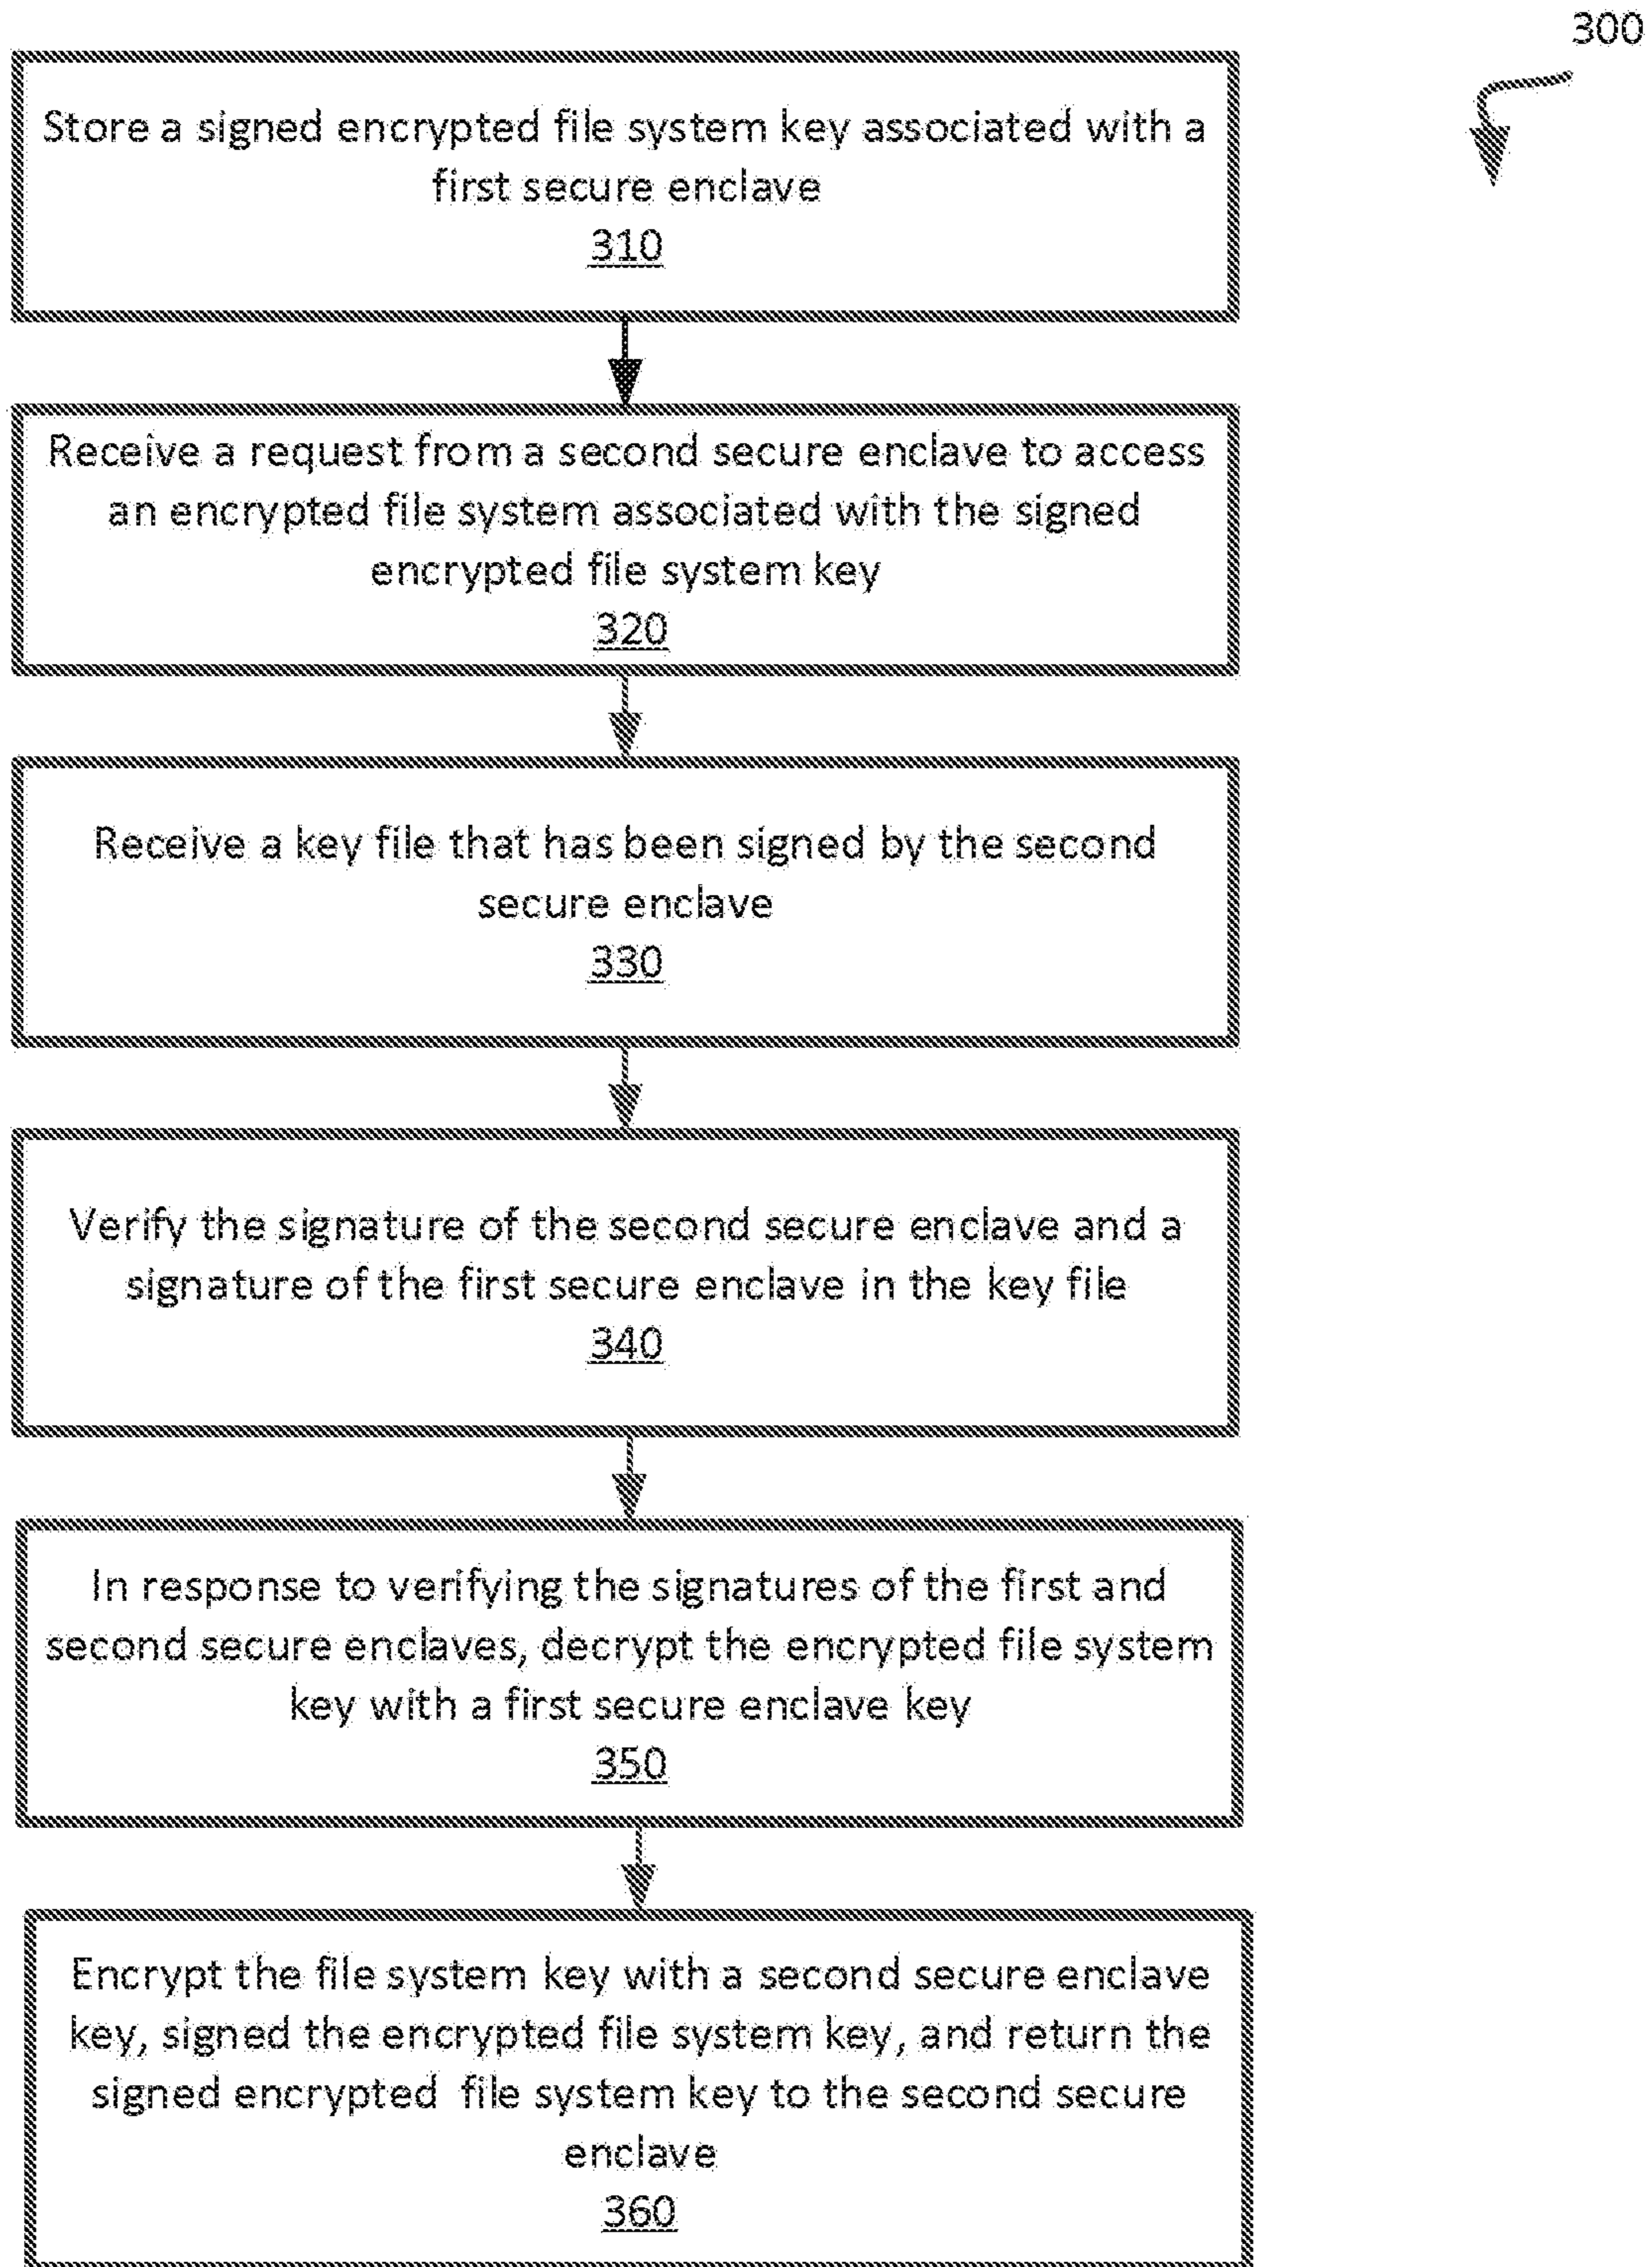 300
Store a signed encrypted file system key associated with a
first secure enclave
310
Receive a request from a second secure enclave to access
an encrypted file system associated with the signed
encrypted file system key
320
Receive a key file that has been signed by the second
secure enclave
330
Verify the signature of the second secure enclave and a
signature of the first secure enclave in the key file
340
In response to verifying the signatures of the first and
second secure enclaves, decrypt the encrypted file system
key with a first secure enclave key
350
Encrypt the file system key with a second secure enclave
key, signed the encrypted file system key, and return the
signed encrypted file system key to the second secure
enclave
360